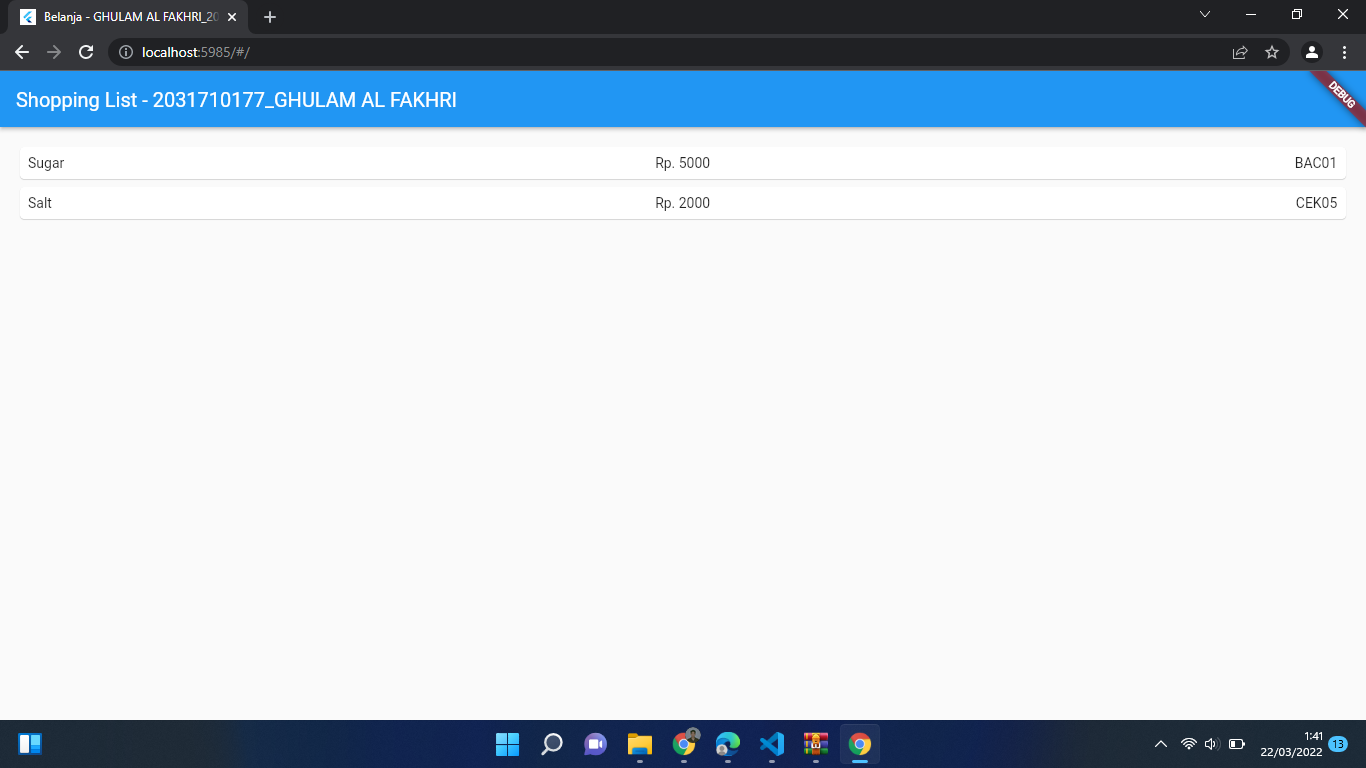 Belanja - GHULAM AL FAKHRI_20
localhost:5985/#/
Shopping List - 2031710177_GHULAM AL FAKHRI
DEBUG
Sugar Rp. 5000 BAC01
Salt Rp. 2000 CEK05
1:41
22/03/2022 13